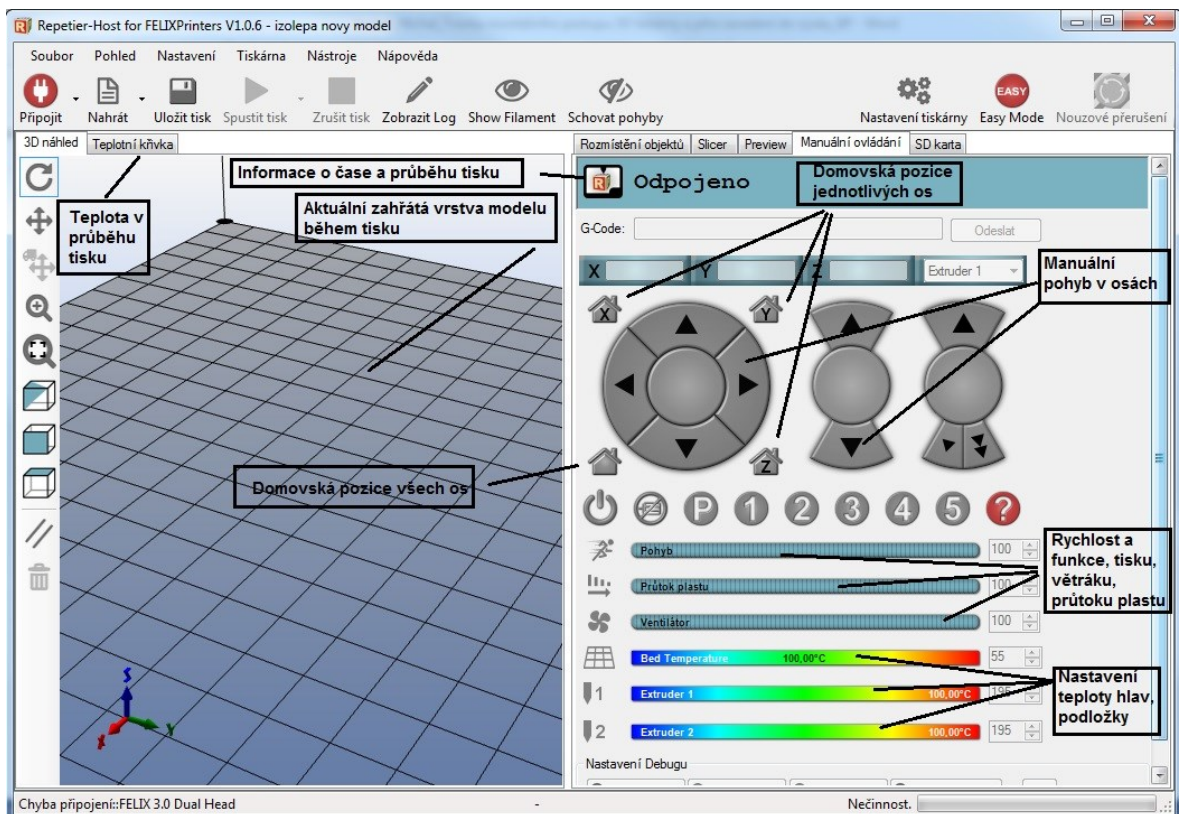 Repetier-Host for FELIXPrinters V1.0.6 - izolepa novy model
Soubor Pohled Nastavení Tiskárna Nástroje Nápověda
Připojit Nahrát Uložit tisk Spustit tisk Zrušit tisk Zobrazit Log Show Filament Schovat pohyby Nastavení tiskárny EASY Easy Mode Nouzové přerušení
3D náhled Teplotní křivka
Rozmístění objektů Slicer Preview Manuální ovládání SD karta
Informace o čase a průběhu tisku
Teplota v
průběhu
tisku
Aktuální zahřátá vrstva modelu
během tisku
Domovská pozice všech os
R Odpojeno
Domovská pozice
jednotlivých os
G-Code: Odeslat
X Y Z Extruder 1
Manuální
pohyb v osách
X Y
Z
P 1 2 3 4 5 ?
Pohyb 100
Průtok plastu 100
Ventilátor 100
Rychlost a
funkce, tisku,
větráku,
průtoku plastu
Bed Temperature 100,00°C 55
1 Extruder 1 100,00°C 195
2 Extruder 2 100,00°C 195
Nastavení
teploty hlav,
podložky
Nastavení Debugu
Chyba připojení::FELIX 3.0 Dual Head - Nečinnost.